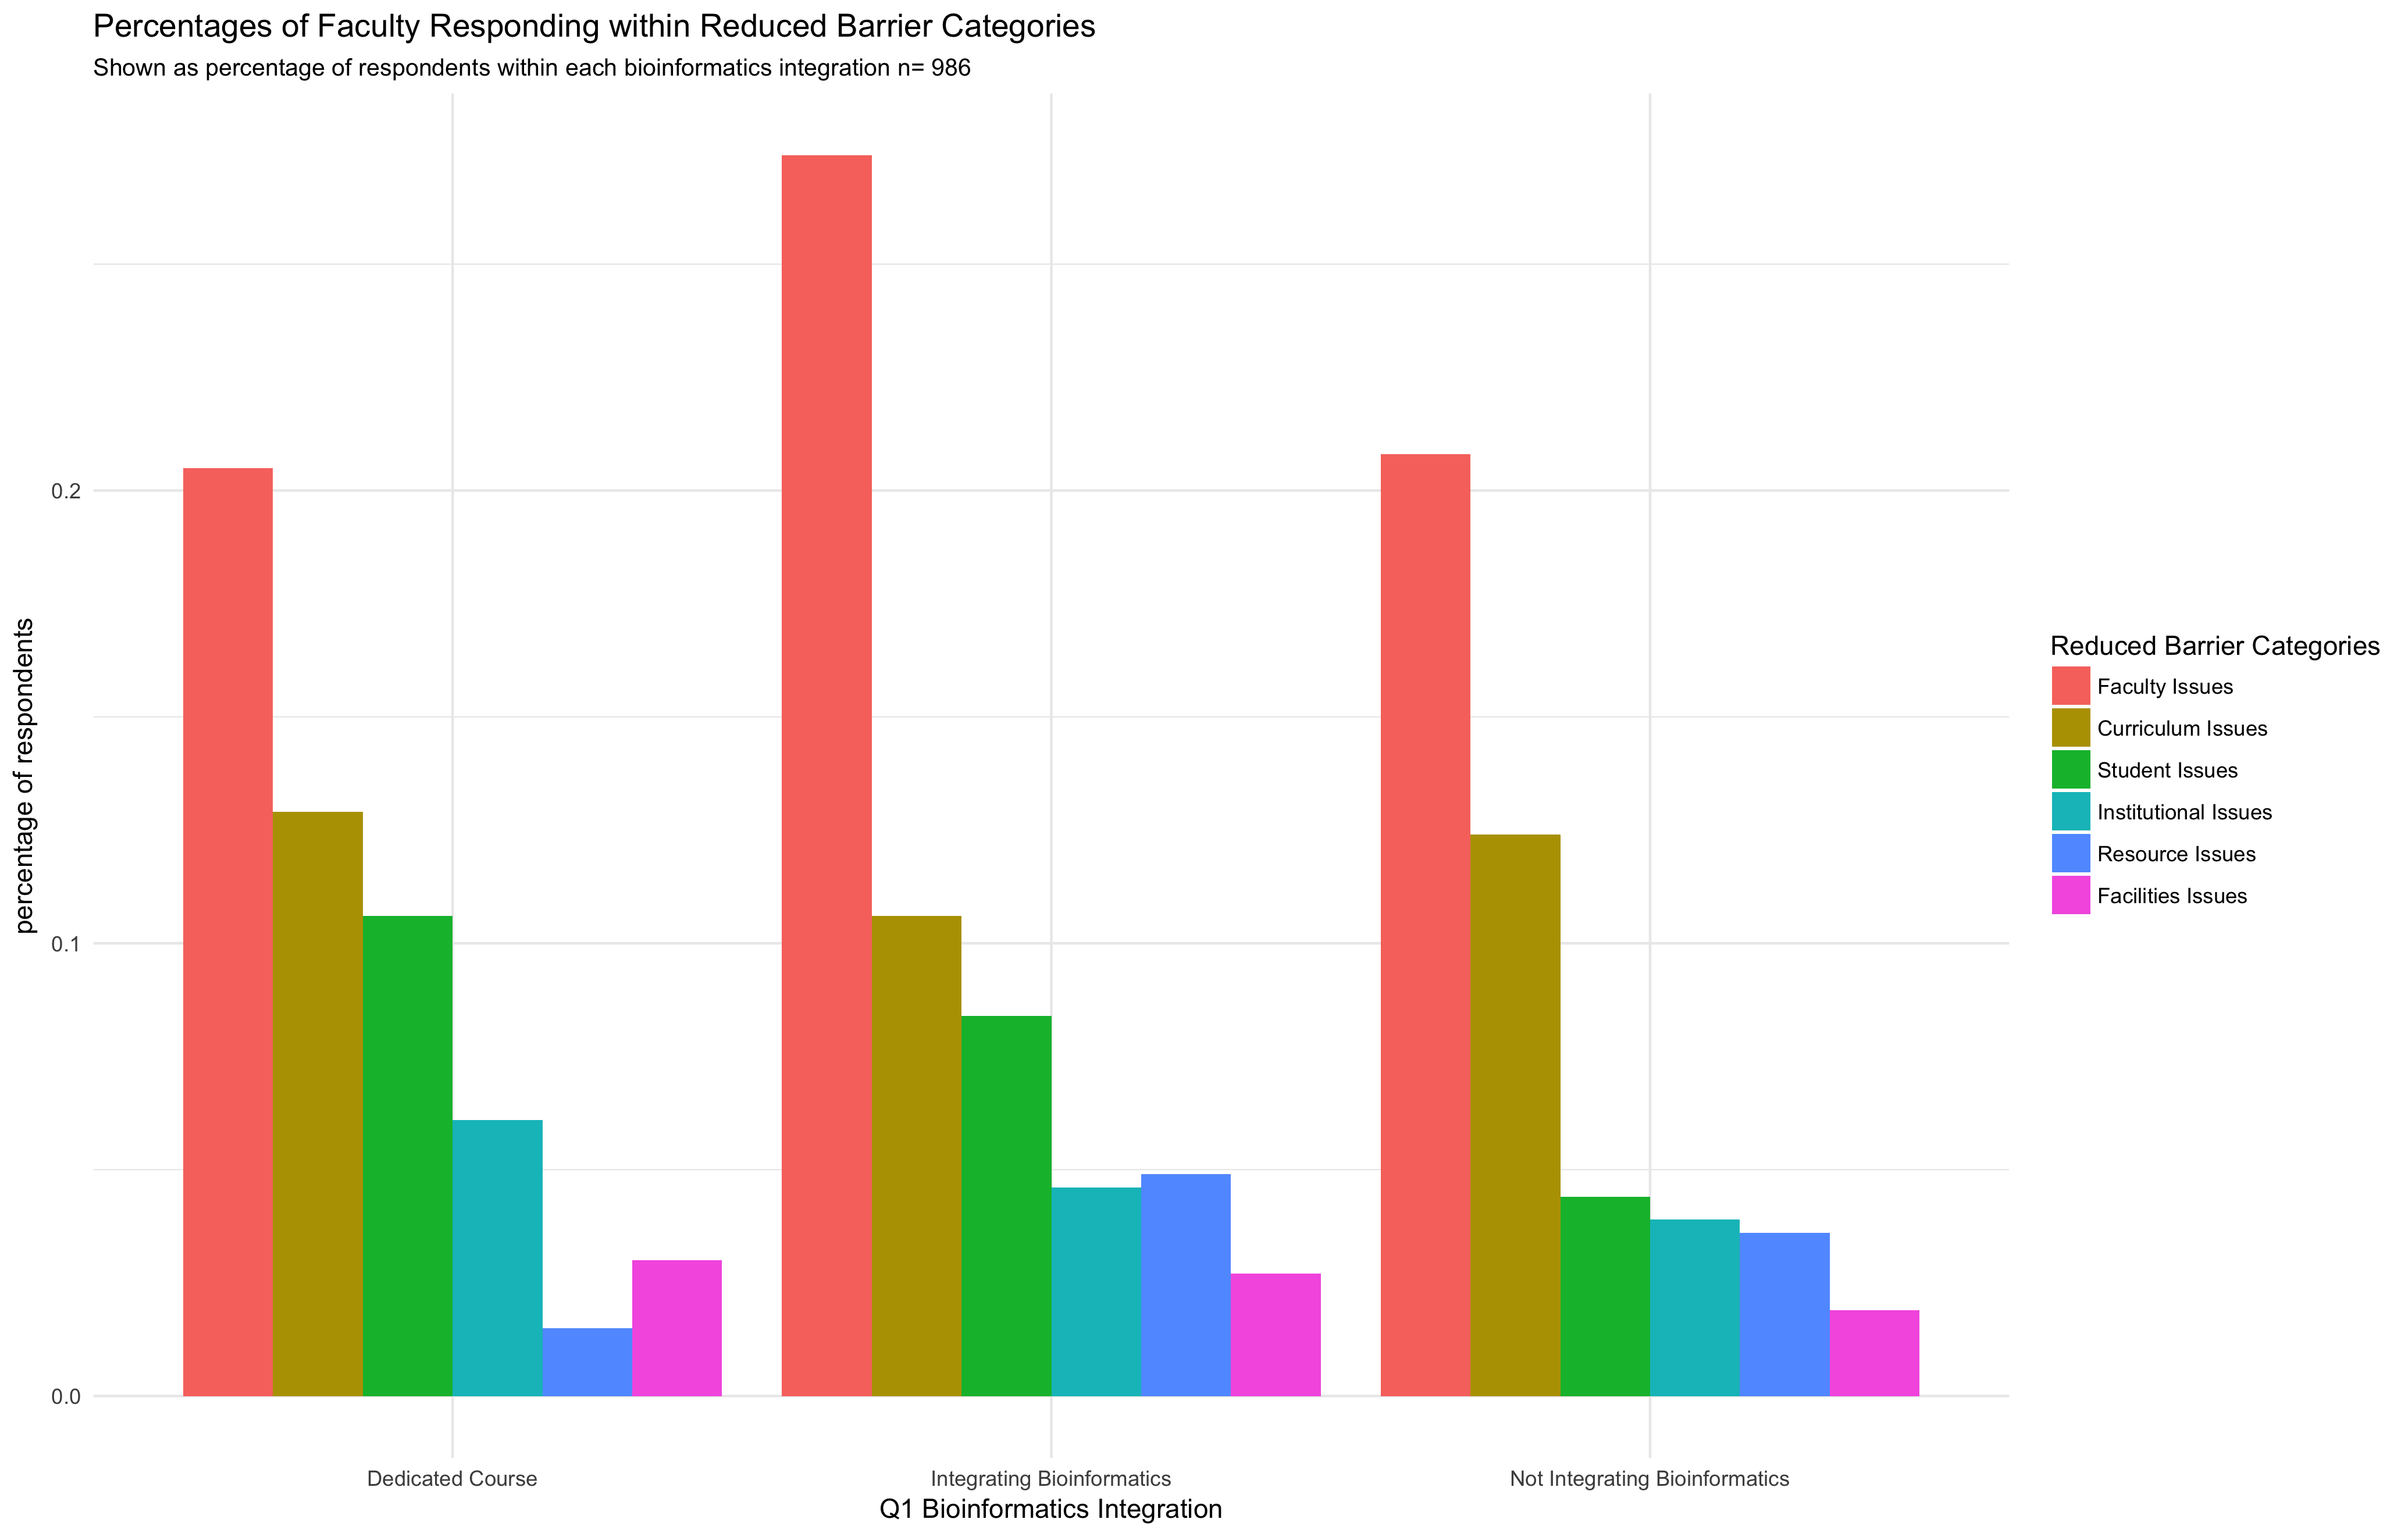 Percentages of Faculty Responding within Reduced Barrier Categories
Shown as percentage of respondents within each bioinformatics integration n= 986
percentage of respondents
0.2
0.1
0.0
Dedicated Course
Integrating Bioinformatics
Not Integrating Bioinformatics
Q1 Bioinformatics Integration
Reduced Barrier Categories
Faculty Issues
Curriculum Issues
Student Issues
Institutional Issues
Resource Issues
Facilities Issues